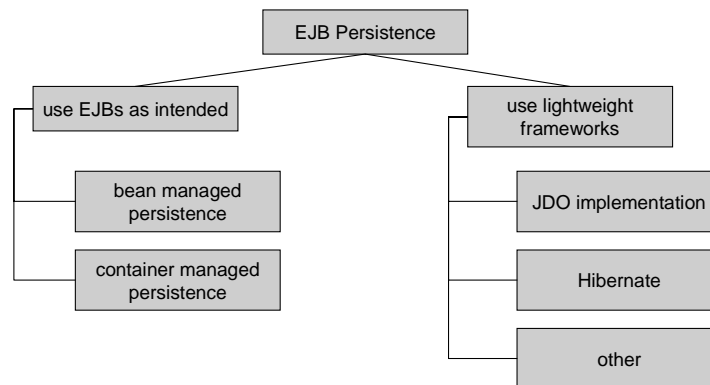 EJB Persistence
use EJBs as intended
bean managed
persistence
container managed
persistence
use lightweight
frameworks
JDO implementation
Hibernate
other